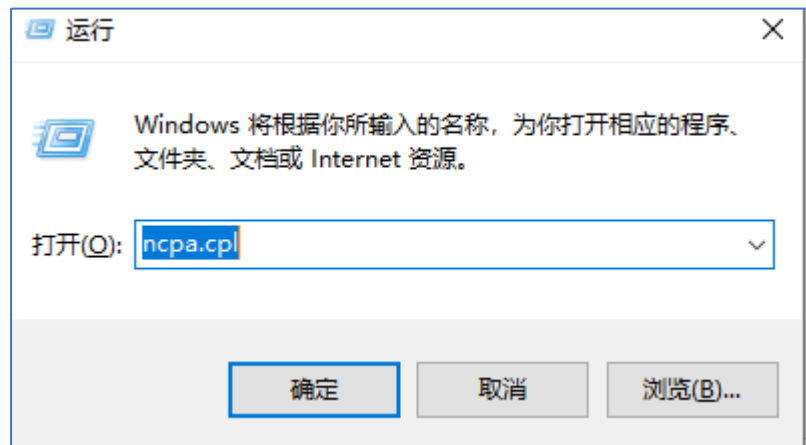 运行
Windows 将根据你所输入的名称，为你打开相应的程序、
文件夹、文档或 Internet 资源。
打开(O): ncpa.cpl
确定 取消 浏览(B)...